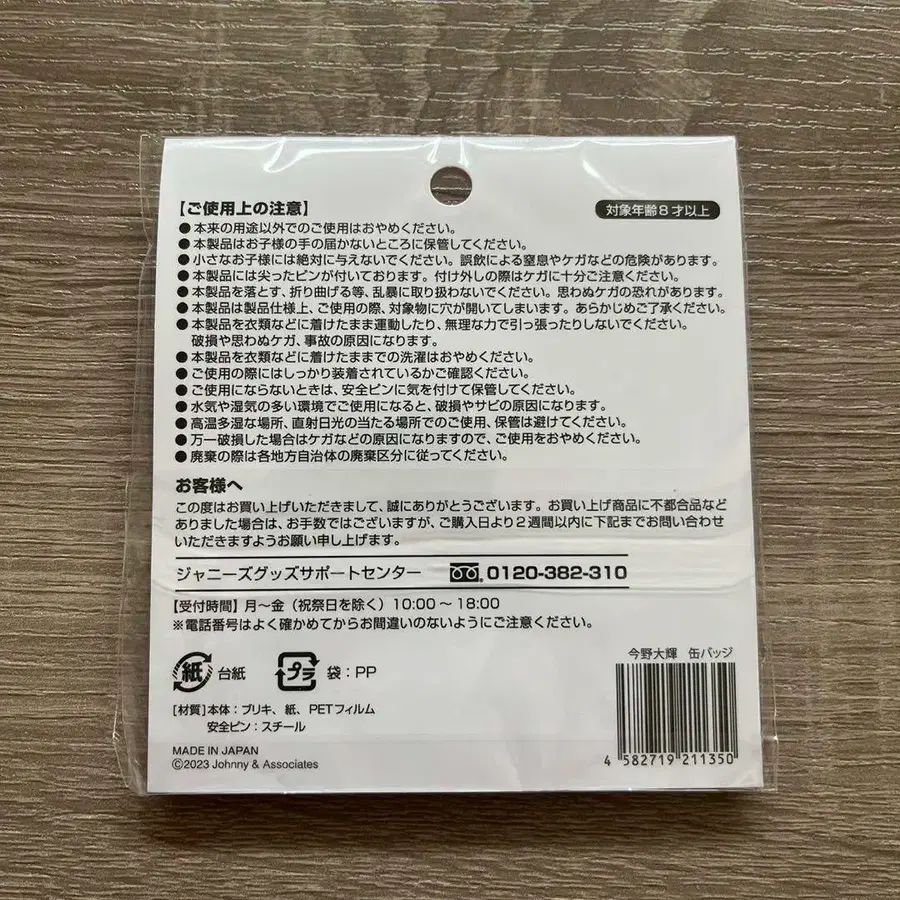 【ご使用上の注意】
対象年齢8才以上
●本来の用途以外でのご使用はおやめください。
●本製品はお子様の手の届かないところに保管してください。
●小さなお子様には絶対に与えないでください。誤飲による窒息やケガなどの危険があります。
●本製品には尖ったピンが付いております。付け外しの際はケガに十分ご注意ください。
●本製品を落とす、折り曲げる等、乱暴に取り扱わないでください。思わぬケガの恐れがあります。
●本製品は製品仕様上、ご使用の際、対象物に穴が開いてしまいます。あらかじめご了承ください。
●本製品を衣類などに着けたまま運動したり、無理な力で引っ張ったりしないでください。
破損や思わぬケガ、事故の原因になります。
●本製品を衣類などに着けたままでの洗濯はおやめください。
●ご使用の際にはしっかり装着されているかご確認ください。
●ご使用にならないときは、安全ピンに気を付けて保管してください。
●水気や湿気の多い環境でご使用になると、破損やサビの原因になります。
●高温多湿な場所、直射日光の当たる場所でのご使用、保管は避けてください。
●万一破損した場合はケガなどの原因になりますので、ご使用をおやめください。
●廃棄の際は各地方自治体の廃棄区分に従ってください。
お客様へ
この度はお買い上げいただきまして、誠にありがとうございます。お買い上げ商品に不都合品など
ありました場合は、お手数ではございますが、ご購入日より2週間以内に下記までお問い合わせ
いただきますようお願い申し上げます。
ジャニーズグッズサポートセンター 0120-382-310
【受付時間】月〜金（祝祭日を除く）10:00〜18:00
※電話番号はよく確かめてからお間違いのないようにご注意ください。
紙 台紙 プラ 袋：PP
[材質]本体：ブリキ、紙、PETフィルム
安全ピン：スチール
MADE IN JAPAN
©2023 Johnny & Associates
今野大輝 缶バッジ
4 582719 211350